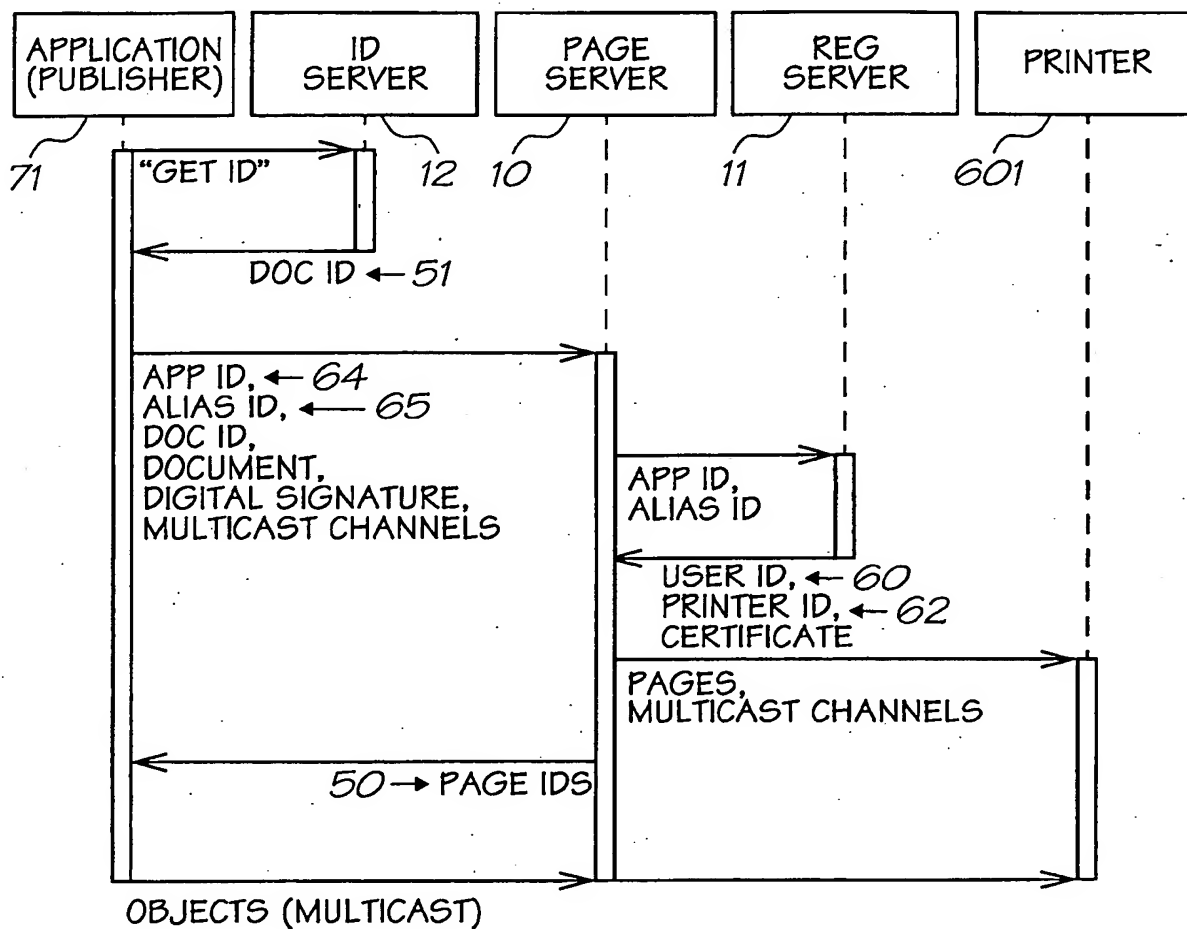 APPLICATION
(PUBLISHER)
ID
SERVER
PAGE
SERVER
REG
SERVER
PRINTER
71
12
10
11
601
"GET ID"
DOC ID ← 51
APP ID, ← 64
ALIAS ID, ← 65
DOC ID,
DOCUMENT,
DIGITAL SIGNATURE,
MULTICAST CHANNELS
APP ID,
ALIAS ID
USER ID, ← 60
PRINTER ID, ← 62
CERTIFICATE
PAGES,
MULTICAST CHANNELS
50 → PAGE IDS
OBJECTS (MULTICAST)